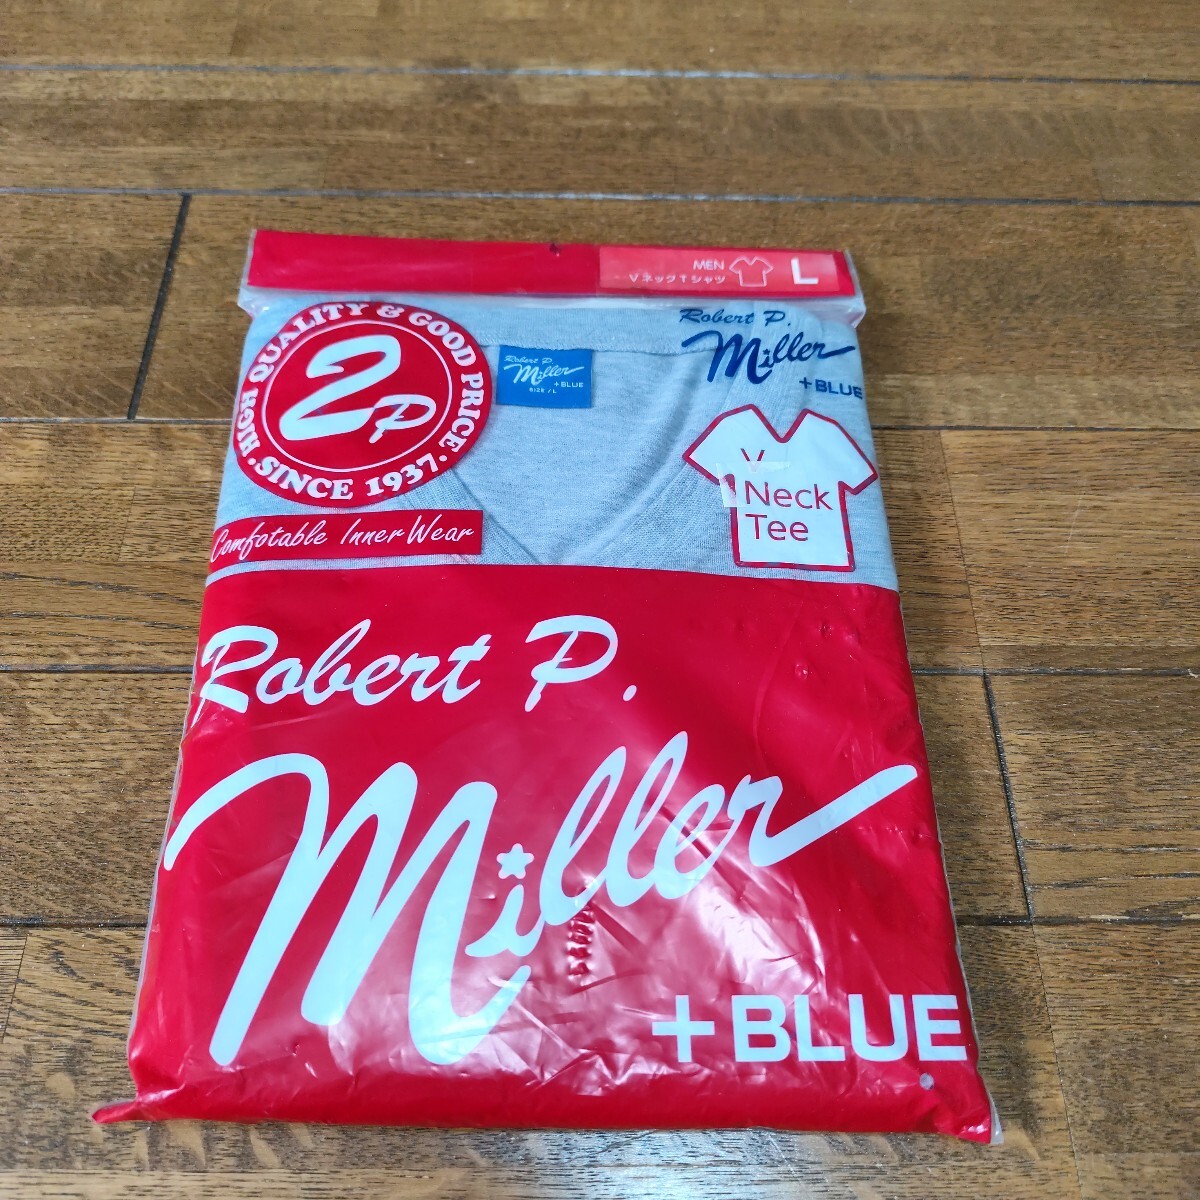 MEN
VネックTシャツ
L
HIGH QUALITY & GOOD PRICE
2P
・SINCE 1937・
Robert P.
Miller
+BLUE
SIZE / L
Robert P.
Miller
+BLUE
V
Neck
Tee
Comfotable Inner Wear
Robert P.
Miller
+BLUE